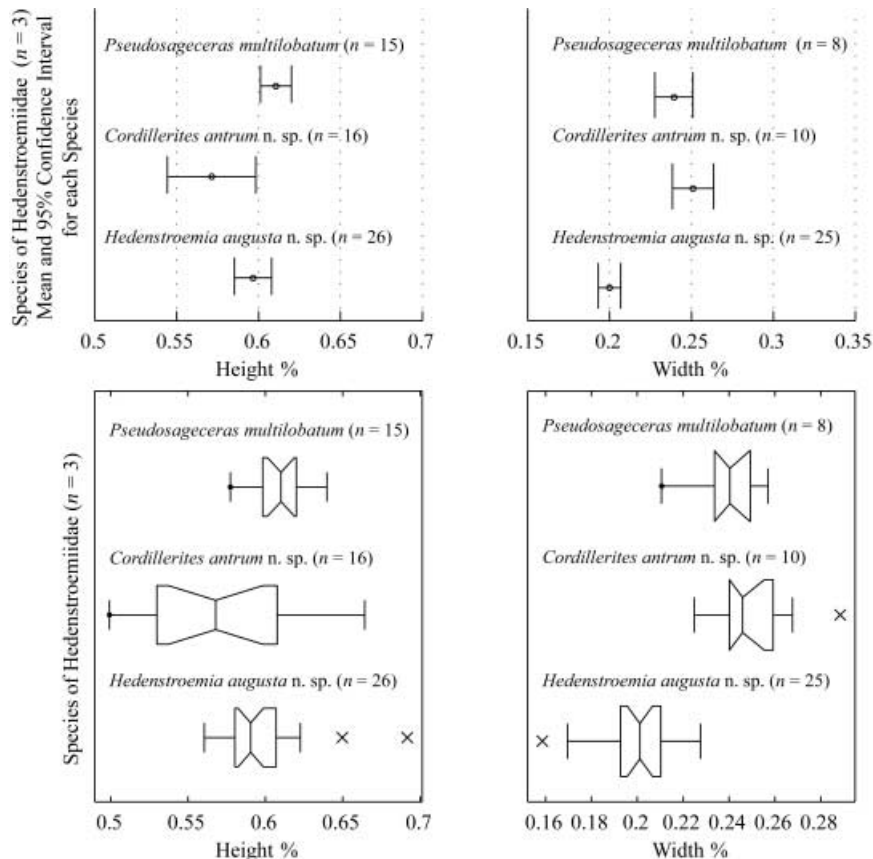 Species of Hedenstroemiidae (n = 3)
Mean and 95% Confidence Interval
for each Species
Pseudosageceras multilobatum (n = 15)
Cordillerites antrum n. sp. (n = 16)
Hedenstroemia augusta n. sp. (n = 26)
0.5 0.55 0.6 0.65 0.7
Height %
Pseudosageceras multilobatum (n = 8)
Cordillerites antrum n. sp. (n = 10)
Hedenstroemia augusta n. sp. (n = 25)
0.15 0.2 0.25 0.3 0.35
Width %
Species of Hedenstroemiidae (n = 3)
Pseudosageceras multilobatum (n = 15)
Cordillerites antrum n. sp. (n = 16)
Hedenstroemia augusta n. sp. (n = 26)
0.5 0.55 0.6 0.65 0.7
Height %
Pseudosageceras multilobatum (n = 8)
Cordillerites antrum n. sp. (n = 10)
Hedenstroemia augusta n. sp. (n = 25)
0.16 0.18 0.2 0.22 0.24 0.26 0.28
Width %